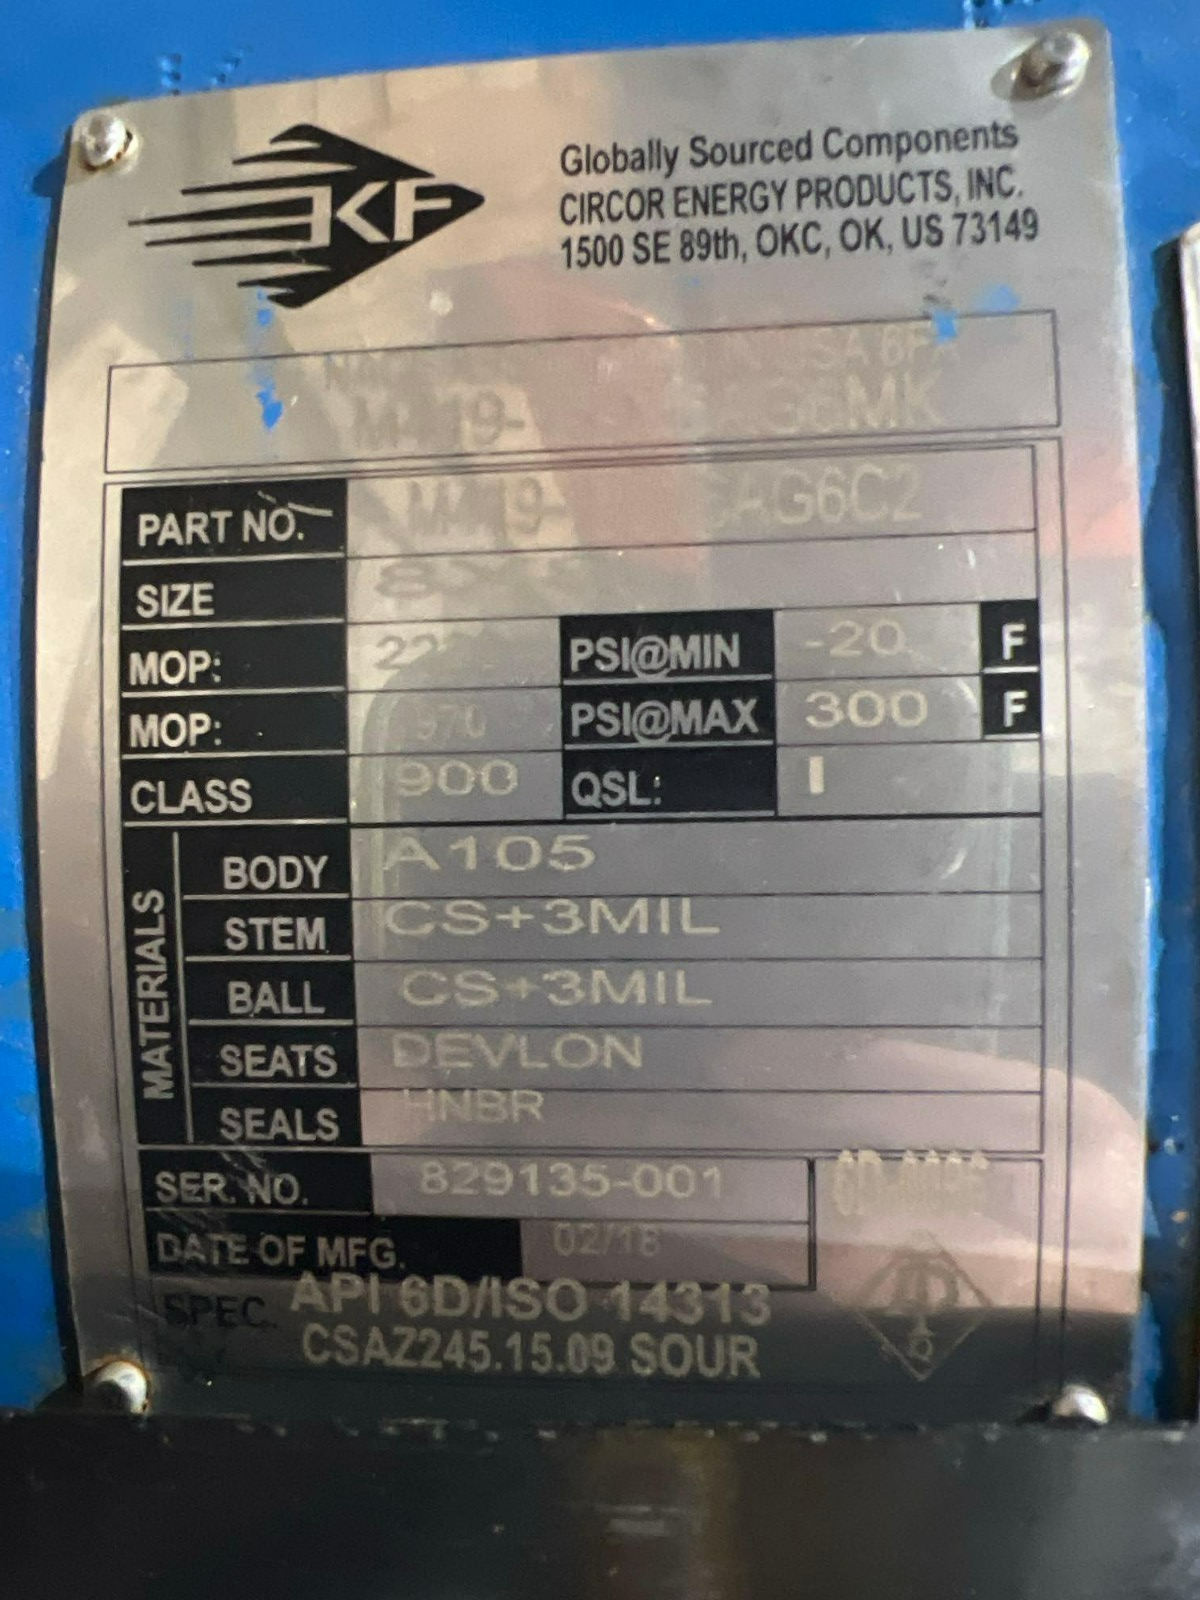 KF
Globally Sourced Components
CIRCOR ENERGY PRODUCTS, INC.
1500 SE 89th, OKC, OK, US 73149
PART NO.
SIZE
MOP: PSI@MIN -20 F
MOP: PSI@MAX 300 F
CLASS 900 QSL: I
MATERIALS
BODY A105
STEM CS+3MIL
BALL CS+3MIL
SEATS DEVLON
SEALS HNBR
SER. NO. 829135-001
DATE OF MFG. 02/18
SPEC. API 6D/ISO 14313
CSAZ245.15.09 SOUR